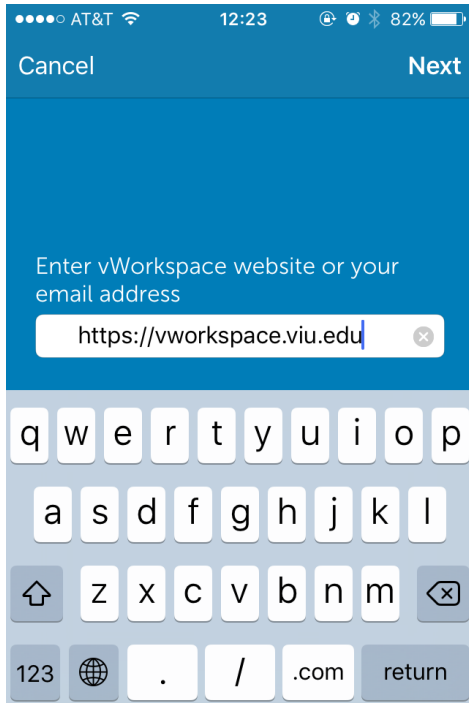 AT&T 12:23 82%
Cancel Next
Enter vWorkspace website or your
email address
https://vworkspace.viu.edu
q w e r t y u i o p
a s d f g h j k l
z x c v b n m
123 . / .com return